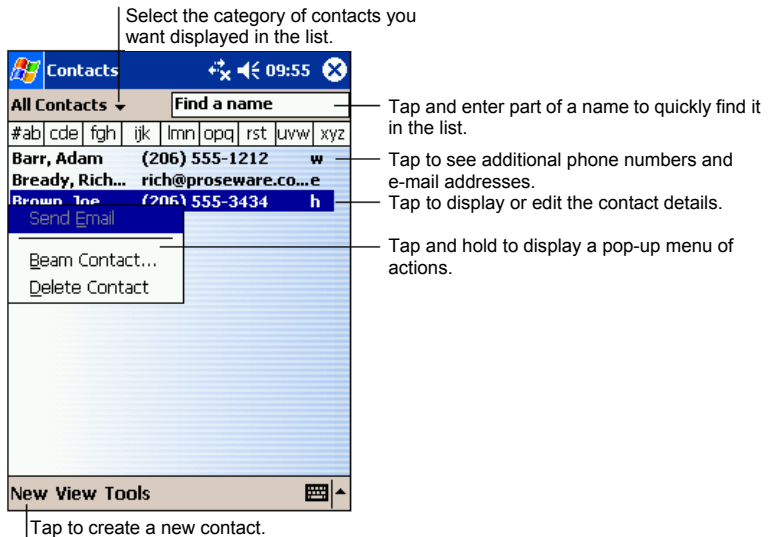 Select the category of contacts you
want displayed in the list.
Contacts 09:55
All Contacts Find a name
Tap and enter part of a name to quickly find it
in the list.
#ab cde fgh ijk lmn opq rst uvw xyz
Barr, Adam (206) 555-1212 w
Tap to see additional phone numbers and
e-mail addresses.
Bready, Rich... rich@proseware.co...e
Brown, Joe (206) 555-3434 h
Tap to display or edit the contact details.
Send Email
Tap and hold to display a pop-up menu of
actions.
Beam Contact...
Delete Contact
New View Tools
Tap to create a new contact.